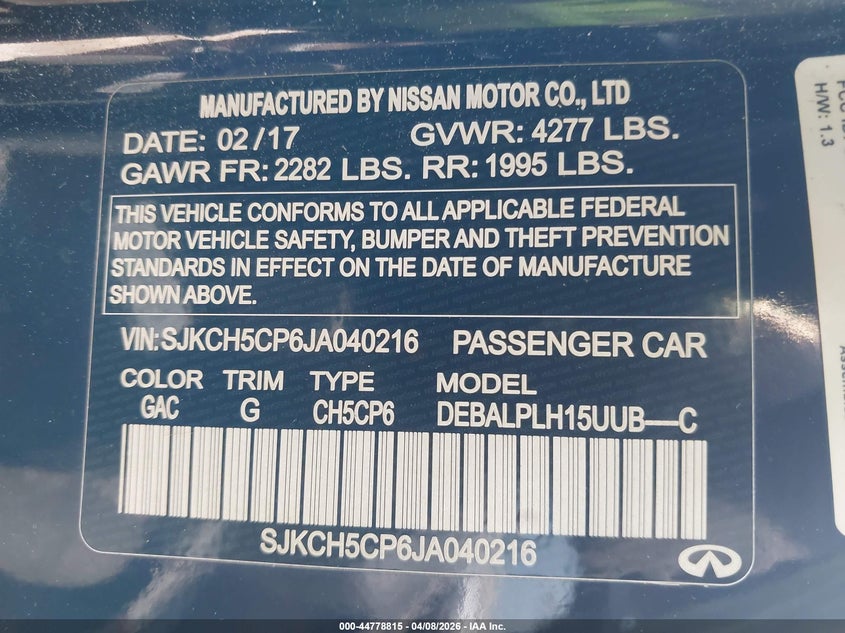 MANUFACTURED BY NISSAN MOTOR CO., LTD
DATE: 02/17 GVWR: 4277 LBS.
GAWR FR: 2282 LBS. RR: 1995 LBS.
THIS VEHICLE CONFORMS TO ALL APPLICABLE FEDERAL
MOTOR VEHICLE SAFETY, BUMPER AND THEFT PREVENTION
STANDARDS IN EFFECT ON THE DATE OF MANUFACTURE
SHOWN ABOVE.
VIN: SJKCH5CP6JA040216 PASSENGER CAR
COLOR TRIM TYPE MODEL
GAC G CH5CP6 DEBALPLH15UUB—C
SJKCH5CP6JA040216
H/W: 1.3
000-44778815 | 04/08/2026 | IAA Inc.